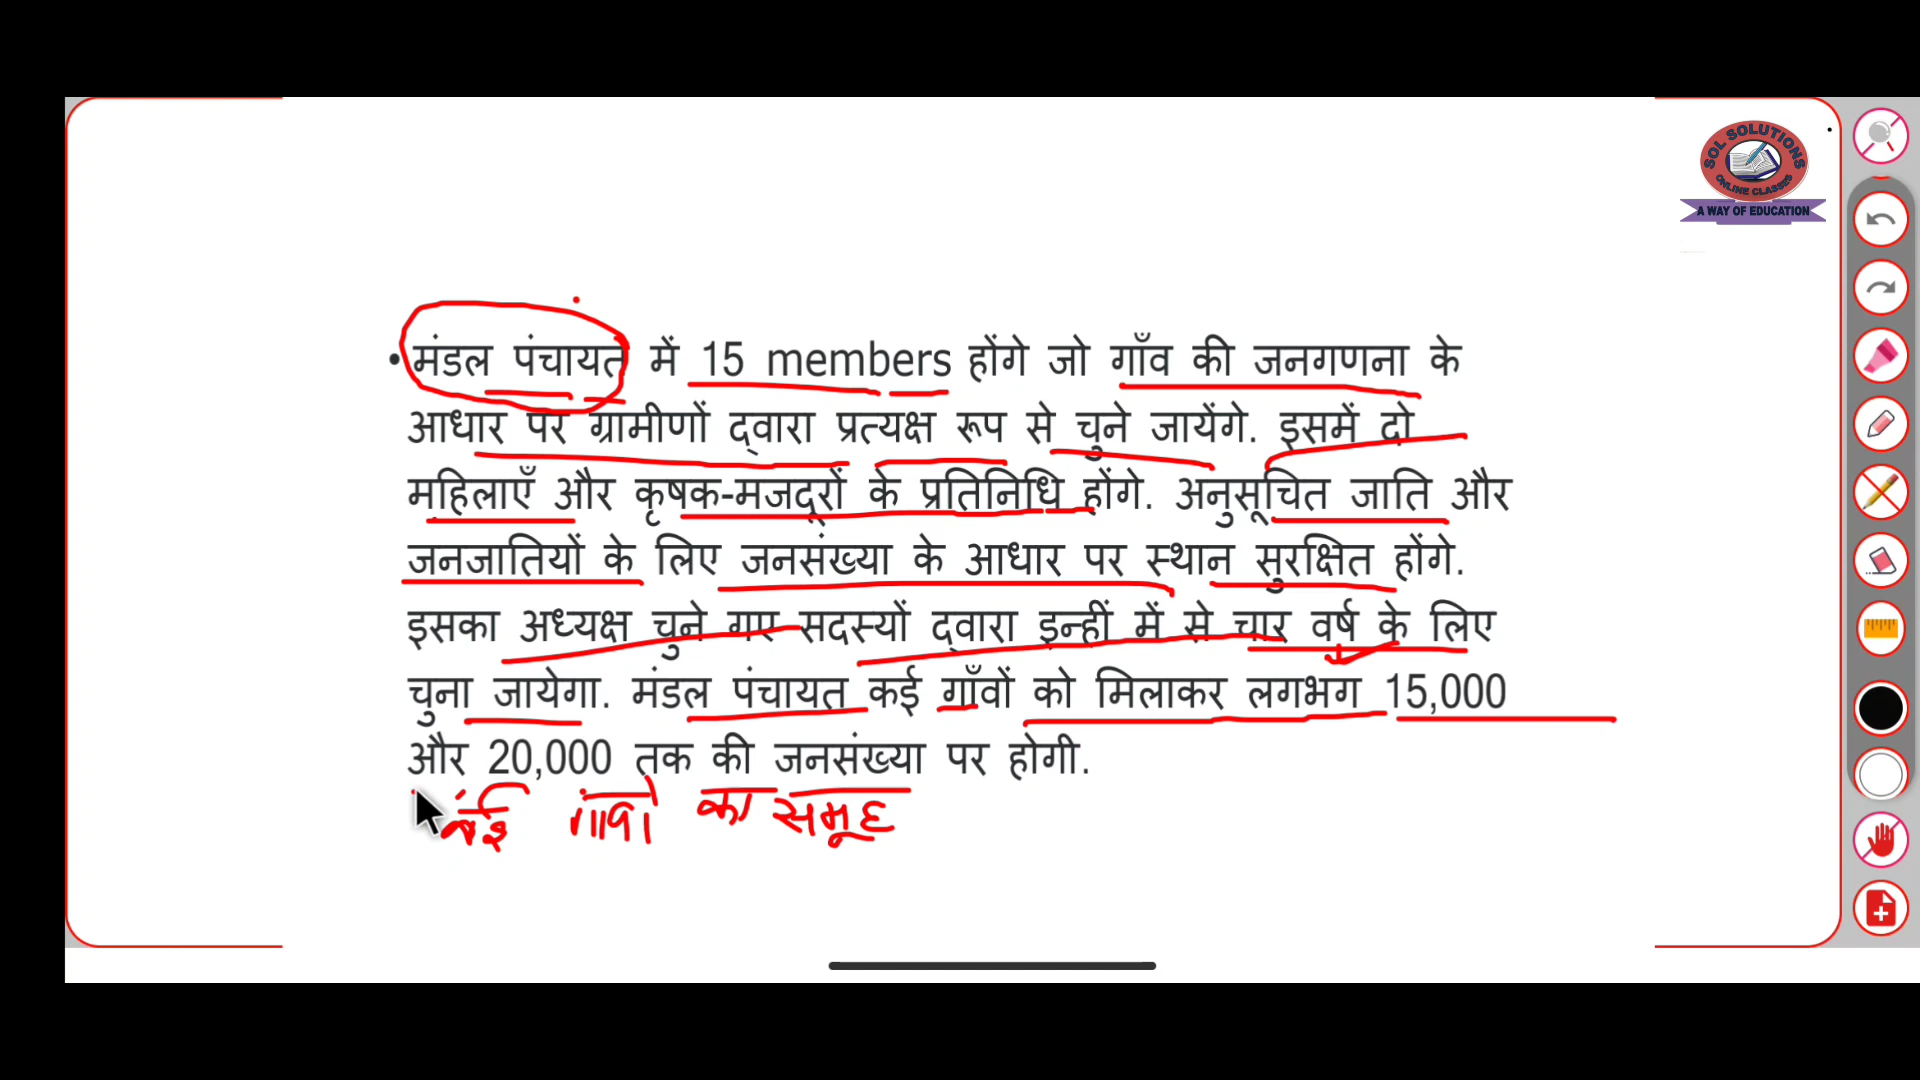 SOL SOLUTIONS
ONLINE CLASSES
A WAY OF EDUCATION
• मंडल पंचायत में 15 members होंगे जो गाँव की जनगणना के
आधार पर ग्रामीणों द्वारा प्रत्यक्ष रूप से चुने जायेंगे. इसमें दो
महिलाएँ और कृषक-मजदूरों के प्रतिनिधि होंगे. अनुसूचित जाति और
जनजातियों के लिए जनसंख्या के आधार पर स्थान सुरक्षित होंगे.
इसका अध्यक्ष चुने गए सदस्यों द्वारा इन्हीं में से चार वर्ष के लिए
चुना जायेगा. मंडल पंचायत कई गाँवों को मिलाकर लगभग 15,000
और 20,000 तक की जनसंख्या पर होगी.
कई गावो का समूह